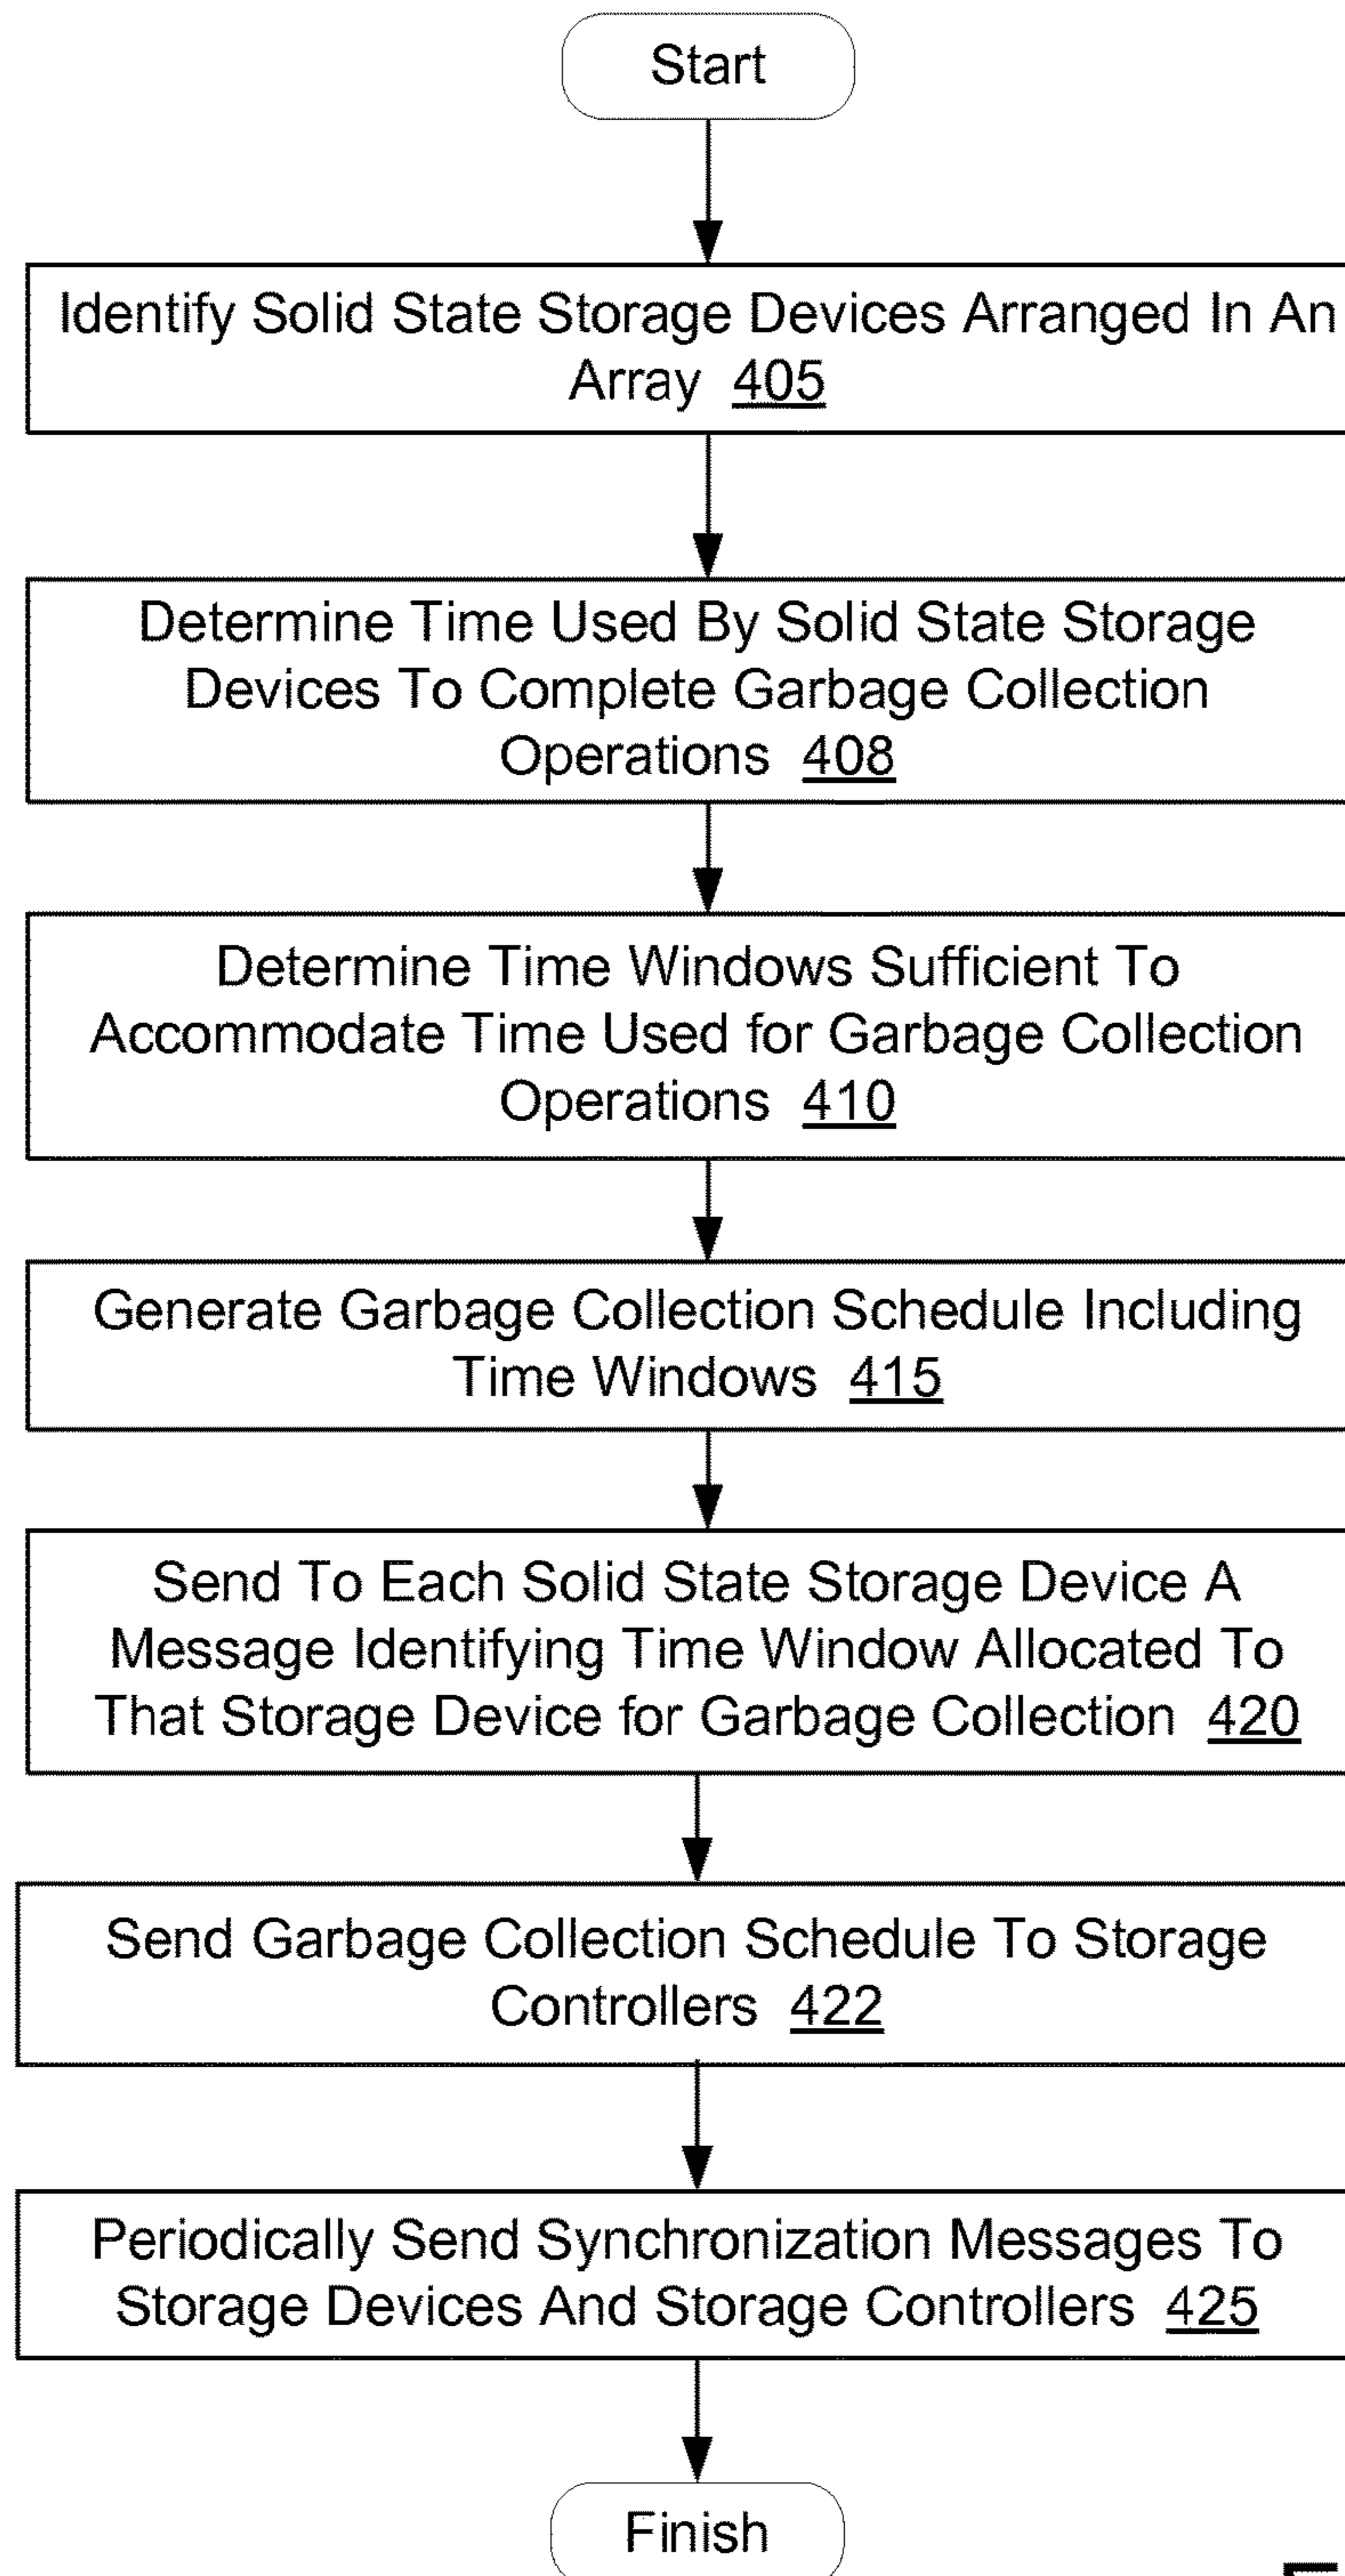 Start
Identify Solid State Storage Devices Arranged In An
Array 405
Determine Time Used By Solid State Storage
Devices To Complete Garbage Collection
Operations 408
Determine Time Windows Sufficient To
Accommodate Time Used for Garbage Collection
Operations 410
Generate Garbage Collection Schedule Including
Time Windows 415
Send To Each Solid State Storage Device A
Message Identifying Time Window Allocated To
That Storage Device for Garbage Collection 420
Send Garbage Collection Schedule To Storage
Controllers 422
Periodically Send Synchronization Messages To
Storage Devices And Storage Controllers 425
Finish